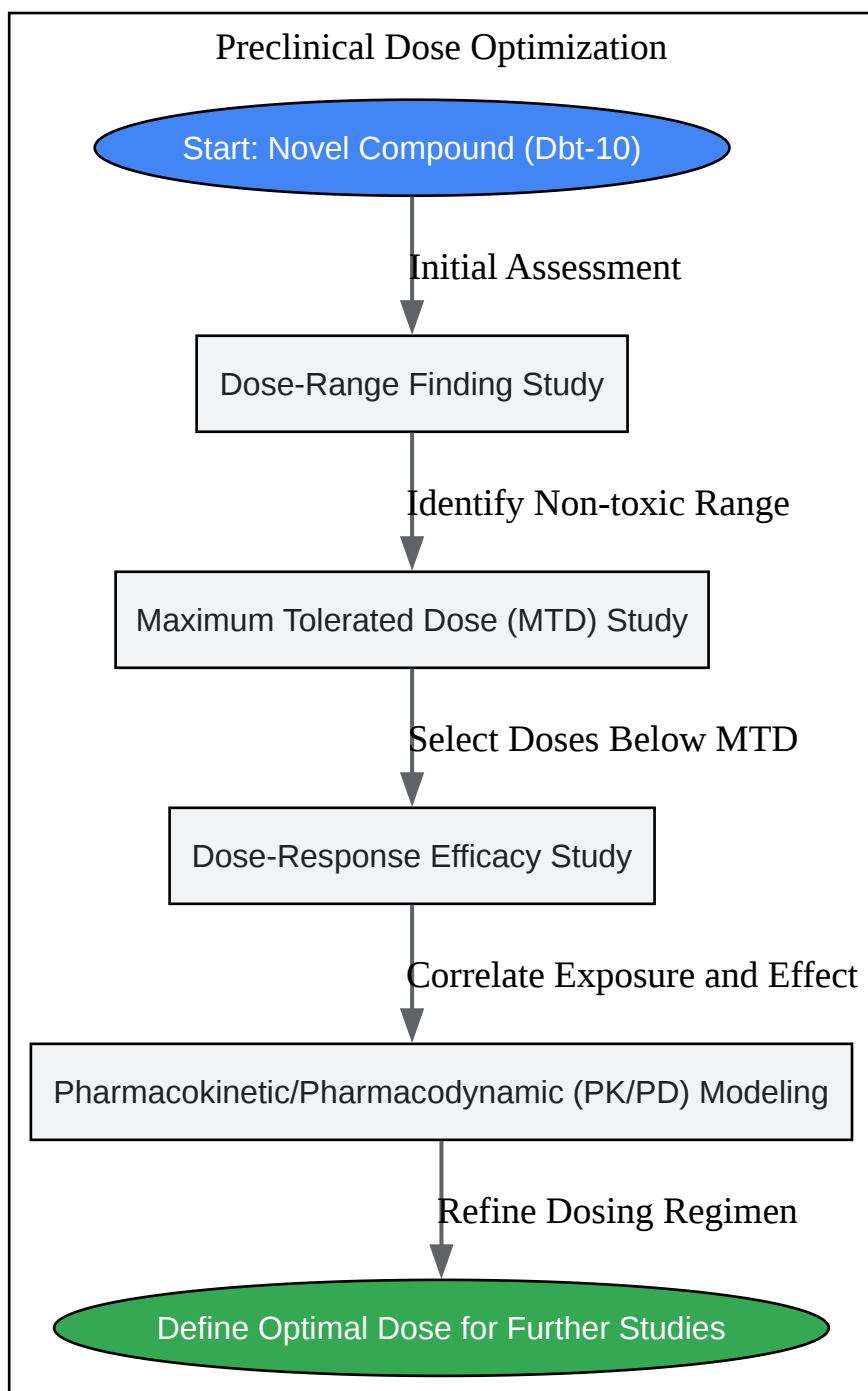 Preclinical Dose Optimization
Start: Novel Compound (Dbt-10)
Initial Assessment
Dose-Range Finding Study
Identify Non-toxic Range
Maximum Tolerated Dose (MTD) Study
Select Doses Below MTD
Dose-Response Efficacy Study
Correlate Exposure and Effect
Pharmacokinetic/Pharmacodynamic (PK/PD) Modeling
Refine Dosing Regimen
Define Optimal Dose for Further Studies